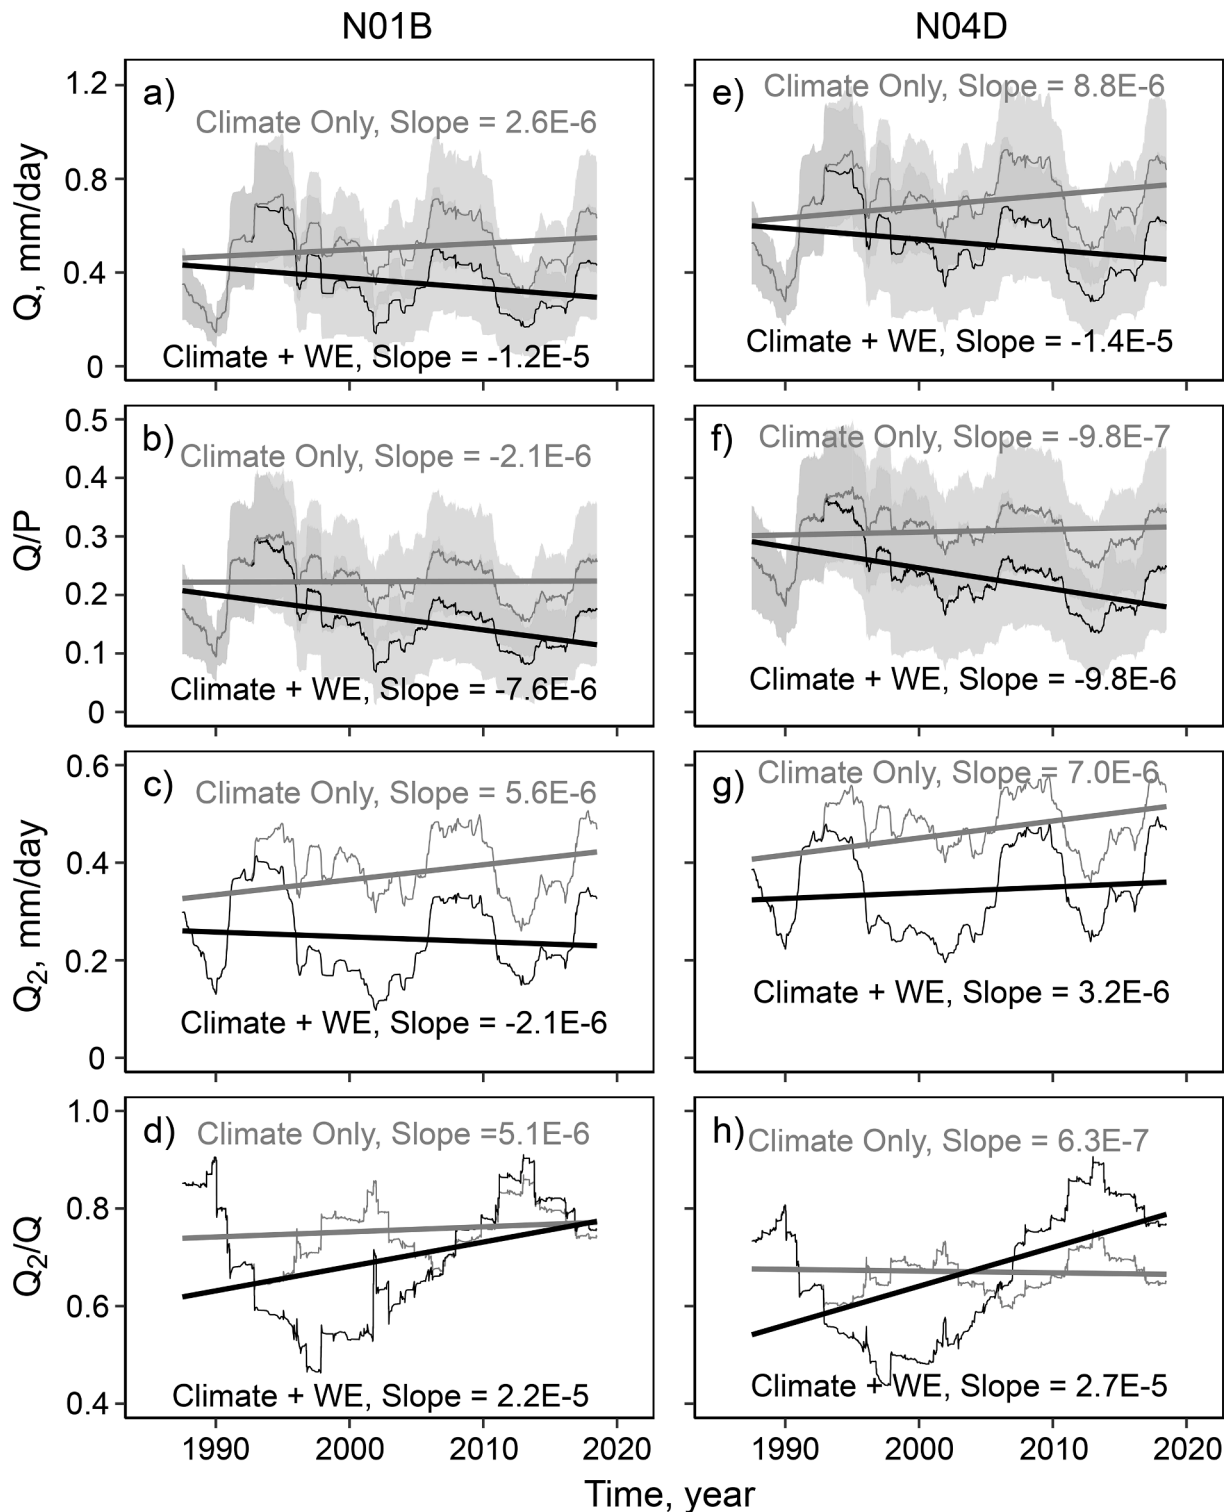 N01B
N04D
Q, mm/day
1.2
0.8
0.4
0
a)
Climate Only, Slope = 2.6E-6
Climate + WE, Slope = -1.2E-5
e)
Climate Only, Slope = 8.8E-6
Climate + WE, Slope = -1.4E-5
Q/P
0.5
0.4
0.3
0.2
0.1
0
b)
Climate Only, Slope = -2.1E-6
Climate + WE, Slope = -7.6E-6
f)
Climate Only, Slope = -9.8E-7
Climate + WE, Slope = -9.8E-6
Q₂, mm/day
0.6
0.4
0.2
0
c)
Climate Only, Slope = 5.6E-6
Climate + WE, Slope = -2.1E-6
g)
Climate Only, Slope = 7.0E-6
Climate + WE, Slope = 3.2E-6
Q₂/Q
1.0
0.8
0.6
0.4
d)
Climate Only, Slope =5.1E-6
Climate + WE, Slope = 2.2E-5
h)
Climate Only, Slope = 6.3E-7
Climate + WE, Slope = 2.7E-5
1990 2000 2010 2020
1990 2000 2010 2020
Time, year